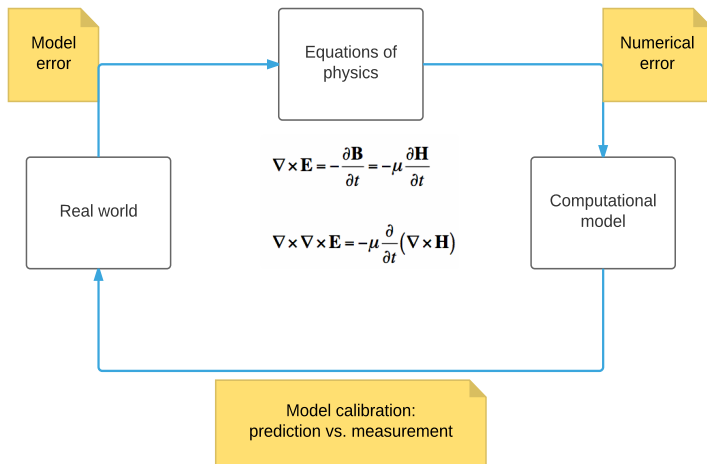 Model
error
Equations of
physics
Numerical
error
∇×E = -∂B/∂t = -μ ∂H/∂t
Real world
Computational
model
∇×∇×E = -μ ∂/∂t (∇×H)
Model calibration:
prediction vs. measurement